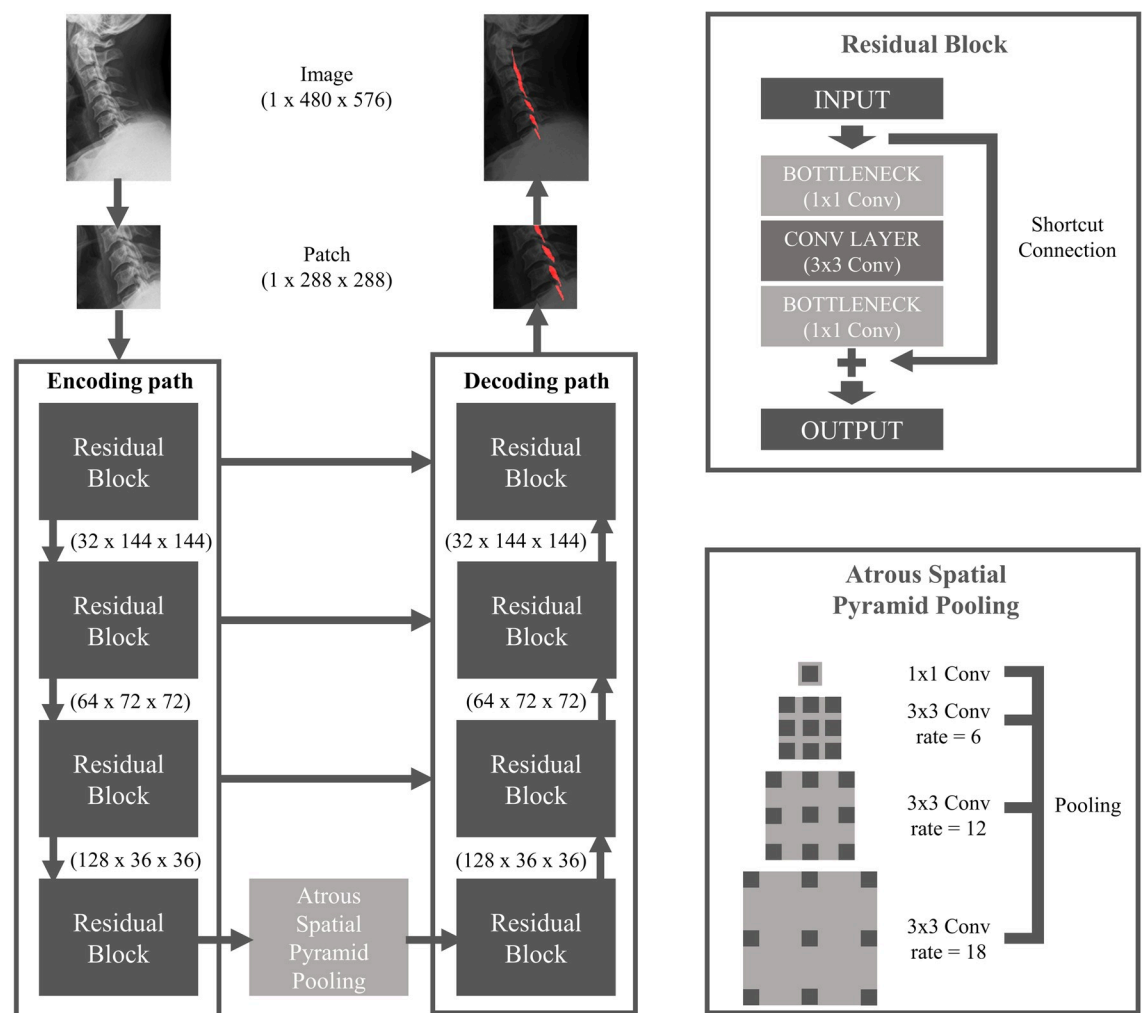 Image
(1 x 480 x 576)
Patch
(1 x 288 x 288)
Encoding path
Residual
Block
(32 x 144 x 144)
Residual
Block
(64 x 72 x 72)
Residual
Block
(128 x 36 x 36)
Residual
Block
Atrous
Spatial
Pyramid
Pooling
Decoding path
Residual
Block
(32 x 144 x 144)
Residual
Block
(64 x 72 x 72)
Residual
Block
(128 x 36 x 36)
Residual
Block
Residual Block
INPUT
BOTTLENECK
(1x1 Conv)
CONV LAYER
(3x3 Conv)
BOTTLENECK
(1x1 Conv)
OUTPUT
Shortcut
Connection
Atrous Spatial
Pyramid Pooling
1x1 Conv
3x3 Conv
rate = 6
3x3 Conv
rate = 12
3x3 Conv
rate = 18
Pooling